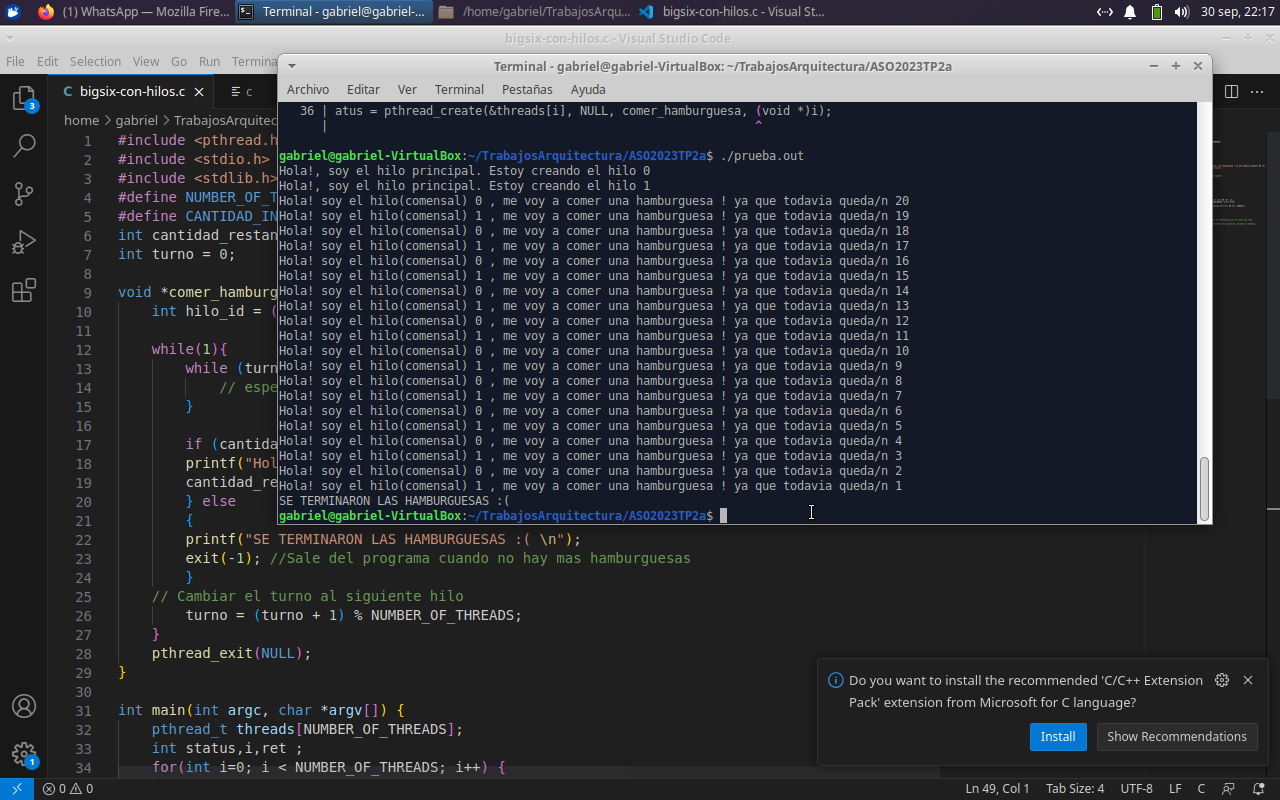 (1) WhatsApp — Mozilla Fire...
Terminal - gabriel@gabriel-...
/home/gabriel/TrabajosArqu...
bigsix-con-hilos.c - Visual St...
30 sep, 22:17
bigsix-con-hilos.c - Visual Studio Code
File Edit Selection View Go Run Termina
Terminal - gabriel@gabriel-VirtualBox: ~/TrabajosArquitectura/ASO2023TP2a
Archivo Editar Ver Terminal Pestañas Ayuda
36 | atus = pthread_create(&threads[i], NULL, comer_hamburguesa, (void *)i);
| ^
gabriel@gabriel-VirtualBox:~/TrabajosArquitectura/ASO2023TP2a$ ./prueba.out
Hola!, soy el hilo principal. Estoy creando el hilo 0
Hola!, soy el hilo principal. Estoy creando el hilo 1
Hola! soy el hilo(comensal) 0 , me voy a comer una hamburguesa ! ya que todavia queda/n 20
Hola! soy el hilo(comensal) 1 , me voy a comer una hamburguesa ! ya que todavia queda/n 19
Hola! soy el hilo(comensal) 0 , me voy a comer una hamburguesa ! ya que todavia queda/n 18
Hola! soy el hilo(comensal) 1 , me voy a comer una hamburguesa ! ya que todavia queda/n 17
Hola! soy el hilo(comensal) 0 , me voy a comer una hamburguesa ! ya que todavia queda/n 16
Hola! soy el hilo(comensal) 1 , me voy a comer una hamburguesa ! ya que todavia queda/n 15
Hola! soy el hilo(comensal) 0 , me voy a comer una hamburguesa ! ya que todavia queda/n 14
Hola! soy el hilo(comensal) 1 , me voy a comer una hamburguesa ! ya que todavia queda/n 13
Hola! soy el hilo(comensal) 0 , me voy a comer una hamburguesa ! ya que todavia queda/n 12
Hola! soy el hilo(comensal) 1 , me voy a comer una hamburguesa ! ya que todavia queda/n 11
Hola! soy el hilo(comensal) 0 , me voy a comer una hamburguesa ! ya que todavia queda/n 10
Hola! soy el hilo(comensal) 1 , me voy a comer una hamburguesa ! ya que todavia queda/n 9
Hola! soy el hilo(comensal) 0 , me voy a comer una hamburguesa ! ya que todavia queda/n 8
Hola! soy el hilo(comensal) 1 , me voy a comer una hamburguesa ! ya que todavia queda/n 7
Hola! soy el hilo(comensal) 0 , me voy a comer una hamburguesa ! ya que todavia queda/n 6
Hola! soy el hilo(comensal) 1 , me voy a comer una hamburguesa ! ya que todavia queda/n 5
Hola! soy el hilo(comensal) 0 , me voy a comer una hamburguesa ! ya que todavia queda/n 4
Hola! soy el hilo(comensal) 1 , me voy a comer una hamburguesa ! ya que todavia queda/n 3
Hola! soy el hilo(comensal) 0 , me voy a comer una hamburguesa ! ya que todavia queda/n 2
Hola! soy el hilo(comensal) 1 , me voy a comer una hamburguesa ! ya que todavia queda/n 1
SE TERMINARON LAS HAMBURGUESAS :(
gabriel@gabriel-VirtualBox:~/TrabajosArquitectura/ASO2023TP2a$
3
1
C bigsix-con-hilos.c
c
home > gabriel > TrabajosArquitec
1 #include <pthread.h
2 #include <stdio.h>
3 #include <stdlib.h>
4 #define NUMBER_OF_T
5 #define CANTIDAD_IN
6 int cantidad_restan
7 int turno = 0;
8
9 void *comer_hamburg
10 int hilo_id = (
11
12 while(1){
13 while (turn
14 // espe
15 }
16
17 if (cantida
18 printf("Hol
19 cantidad_re
20 } else
21 {
22 printf("SE TERMINARON LAS HAMBURGUESAS :( \n");
23 exit(-1); //Sale del programa cuando no hay mas hamburguesas
24 }
25 // Cambiar el turno al siguiente hilo
26 turno = (turno + 1) % NUMBER_OF_THREADS;
27 }
28 pthread_exit(NULL);
29 }
30
31 int main(int argc, char *argv[]) {
32 pthread_t threads[NUMBER_OF_THREADS];
33 int status,i,ret ;
34 for(int i=0; i < NUMBER_OF_THREADS; i++) {
Do you want to install the recommended 'C/C++ Extension
Pack' extension from Microsoft for C language?
Install
Show Recommendations
0 0
Ln 49, Col 1 Tab Size: 4 UTF-8 LF C